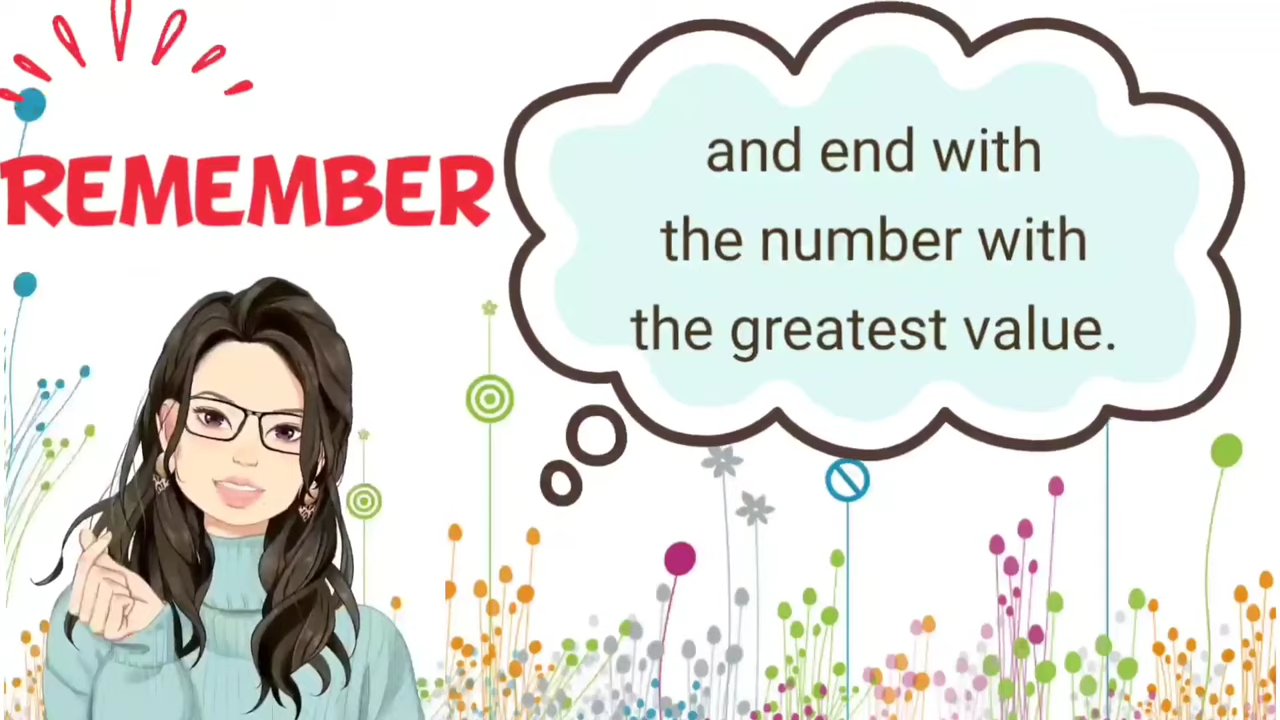 REMEMBER
and end with
the number with
the greatest value.